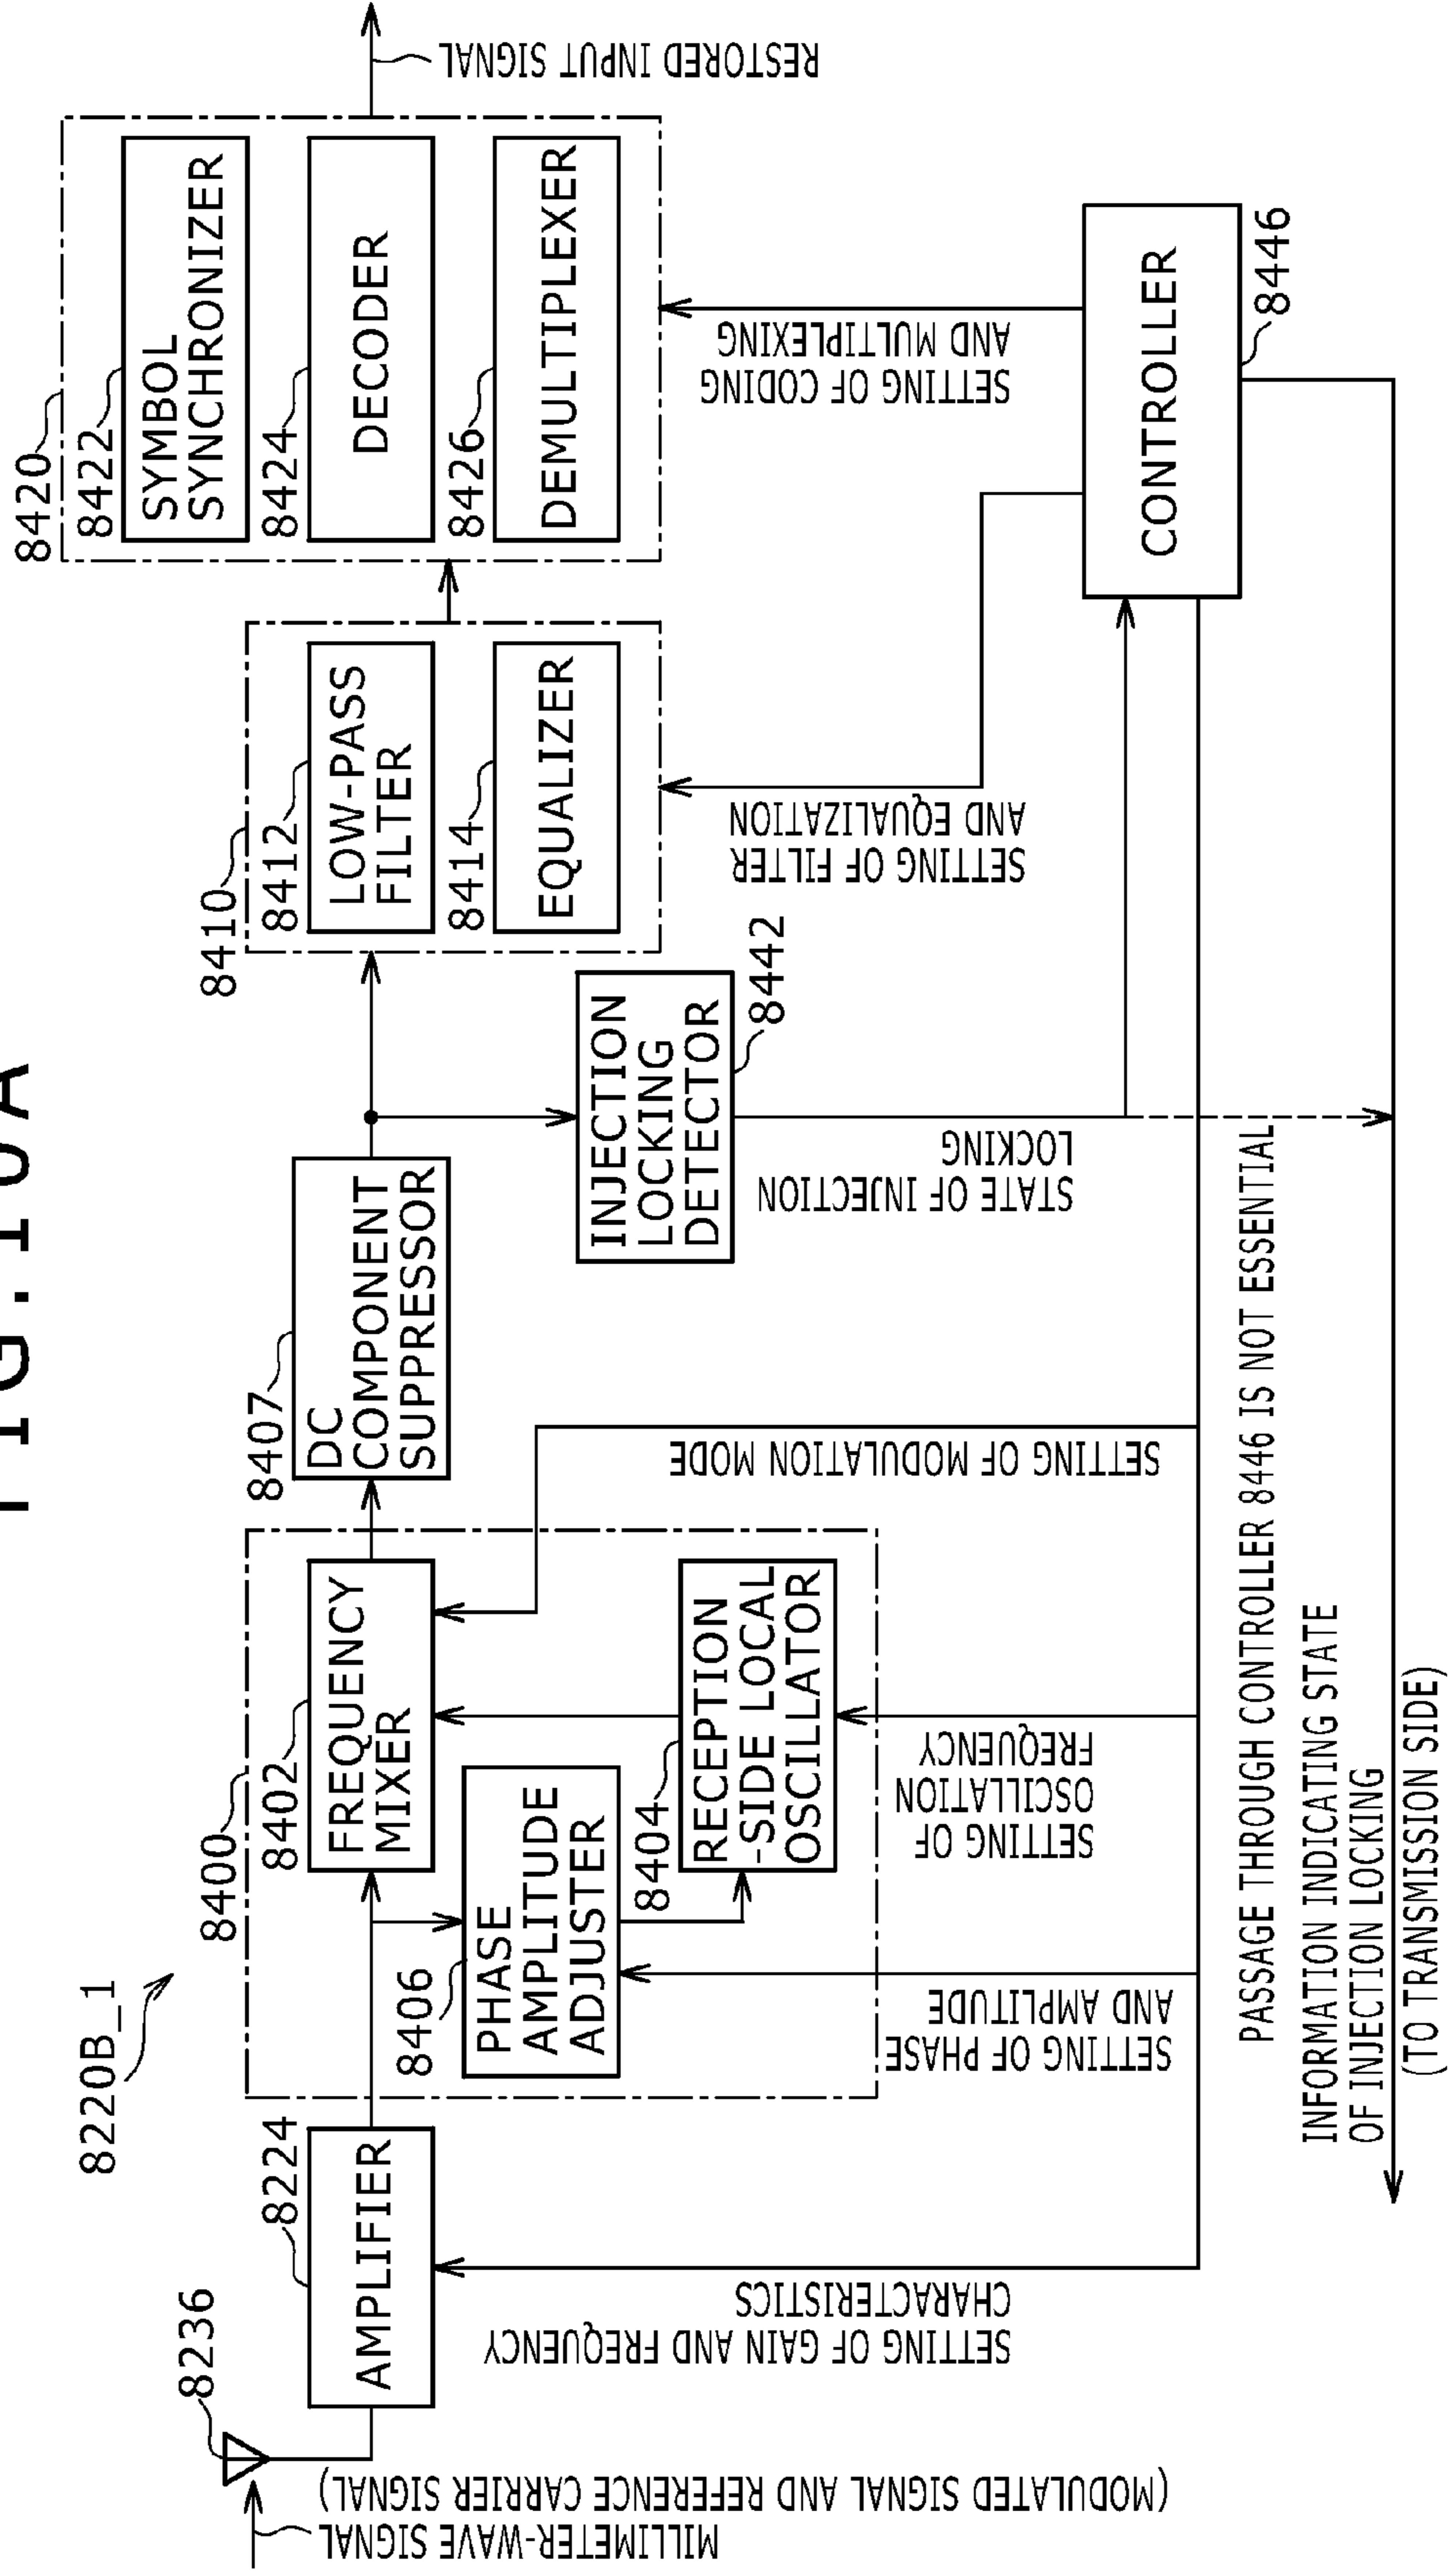 8220B_1
8236
MILLIMETER-WAVE SIGNAL
(MODULATED SIGNAL AND REFERENCE CARRIER SIGNAL)
8224
AMPLIFIER
SETTING OF GAIN AND FREQUENCY
CHARACTERISTICS
8400
8402
FREQUENCY
MIXER
8406
PHASE
AMPLITUDE
ADJUSTER
8404
RECEPTION
-SIDE LOCAL
OSCILLATOR
SETTING OF PHASE
AND AMPLITUDE
SETTING OF
OSCILLATION
FREQUENCY
SETTING OF MODULATION MODE
8407
DC
COMPONENT
SUPPRESSOR
INJECTION
LOCKING
DETECTOR
8442
STATE OF INJECTION
LOCKING
8410
8412
LOW-PASS
FILTER
8414
EQUALIZER
SETTING OF FILTER
AND EQUALIZATION
8420
8422
SYMBOL
SYNCHRONIZER
8424
DECODER
8426
DEMULTIPLEXER
SETTING OF CODING
AND MULTIPLEXING
RESTORED INPUT SIGNAL
CONTROLLER
8446
PASSAGE THROUGH CONTROLLER 8446 IS NOT ESSENTIAL
INFORMATION INDICATING STATE
OF INJECTION LOCKING
(TO TRANSMISSION SIDE)